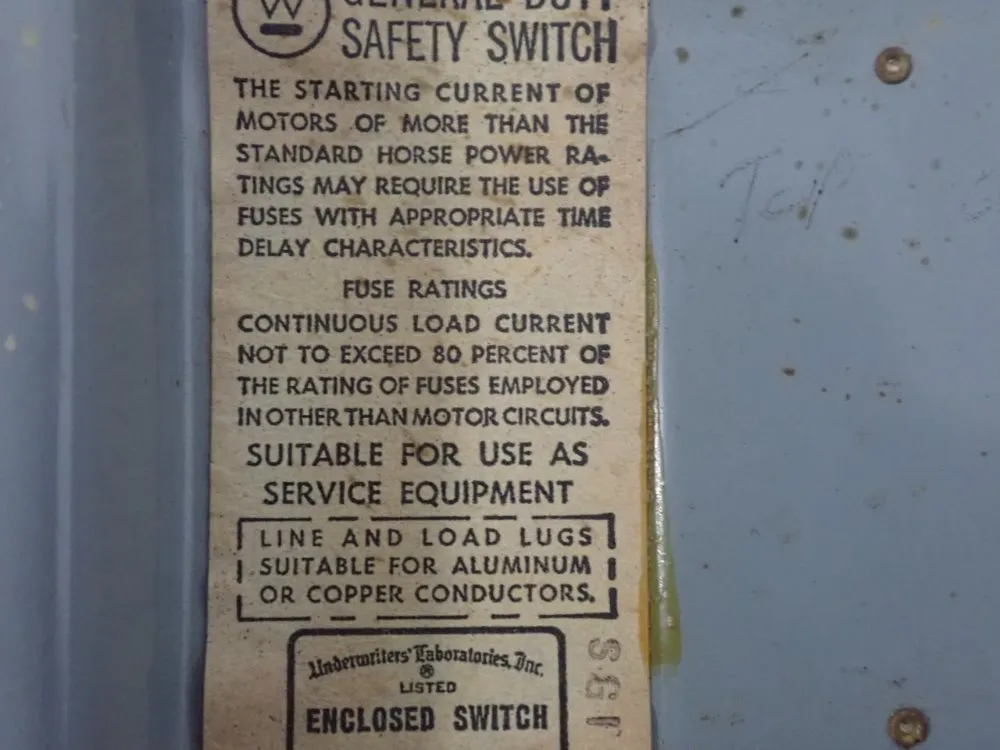 GENERAL DUTY
SAFETY SWITCH
THE STARTING CURRENT OF
MOTORS OF MORE THAN THE
STANDARD HORSE POWER RA-
TINGS MAY REQUIRE THE USE OF
FUSES WITH APPROPRIATE TIME
DELAY CHARACTERISTICS.
FUSE RATINGS
CONTINUOUS LOAD CURRENT
NOT TO EXCEED 80 PERCENT OF
THE RATING OF FUSES EMPLOYED
IN OTHER THAN MOTOR CIRCUITS.
SUITABLE FOR USE AS
SERVICE EQUIPMENT
LINE AND LOAD LUGS
SUITABLE FOR ALUMINUM
OR COPPER CONDUCTORS.
Underwriters' Laboratories, Inc.
LISTED
ENCLOSED SWITCH